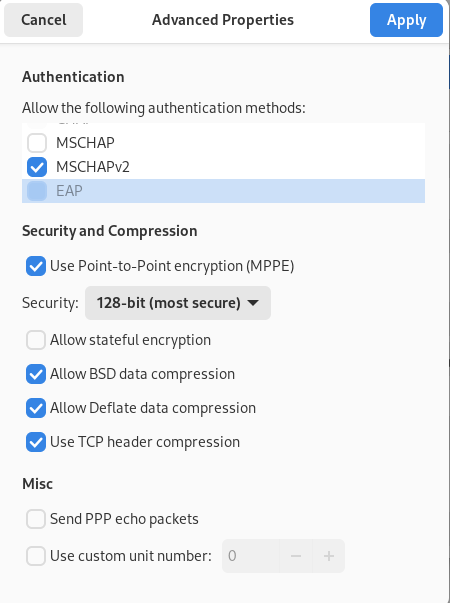 Cancel
Advanced Properties
Apply
Authentication
Allow the following authentication methods:
MSCHAP
MSCHAPv2
EAP
Security and Compression
Use Point-to-Point encryption (MPPE)
Security: 128-bit (most secure)
Allow stateful encryption
Allow BSD data compression
Allow Deflate data compression
Use TCP header compression
Misc
Send PPP echo packets
Use custom unit number: 0 − +